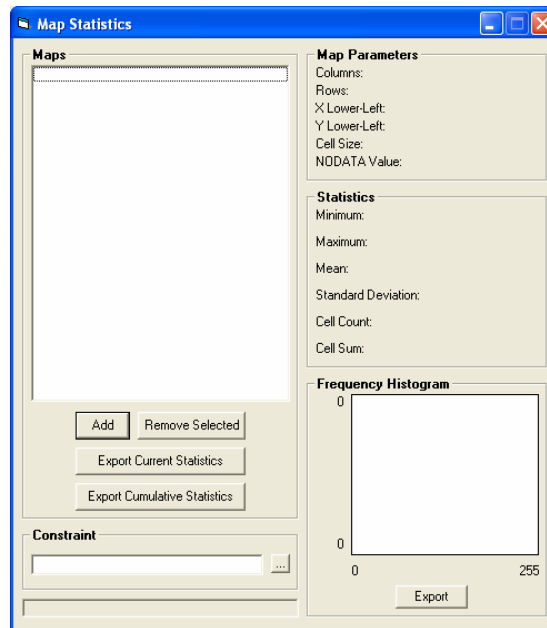 Map Statistics
Maps
Add
Remove Selected
Export Current Statistics
Export Cumulative Statistics
Constraint
...
Map Parameters
Columns:
Rows:
X Lower-Left:
Y Lower-Left:
Cell Size:
NODATA Value:
Statistics
Minimum:
Maximum:
Mean:
Standard Deviation:
Cell Count:
Cell Sum:
Frequency Histogram
0
0
0 255
Export